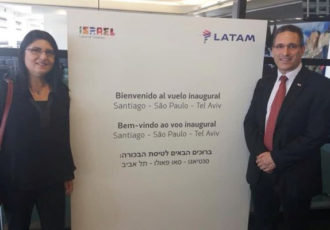 ISRAEL
LATAM
Bienvenido al vuelo inaugural
Santiago - São Paulo - Tel Aviv
Bem-vindo ao voo inaugural
Santiago - São Paulo - Tel Aviv
ברוכים הבאים לטיסת הבכורה:
סנטיאגו - סאו פאולו - תל אביב